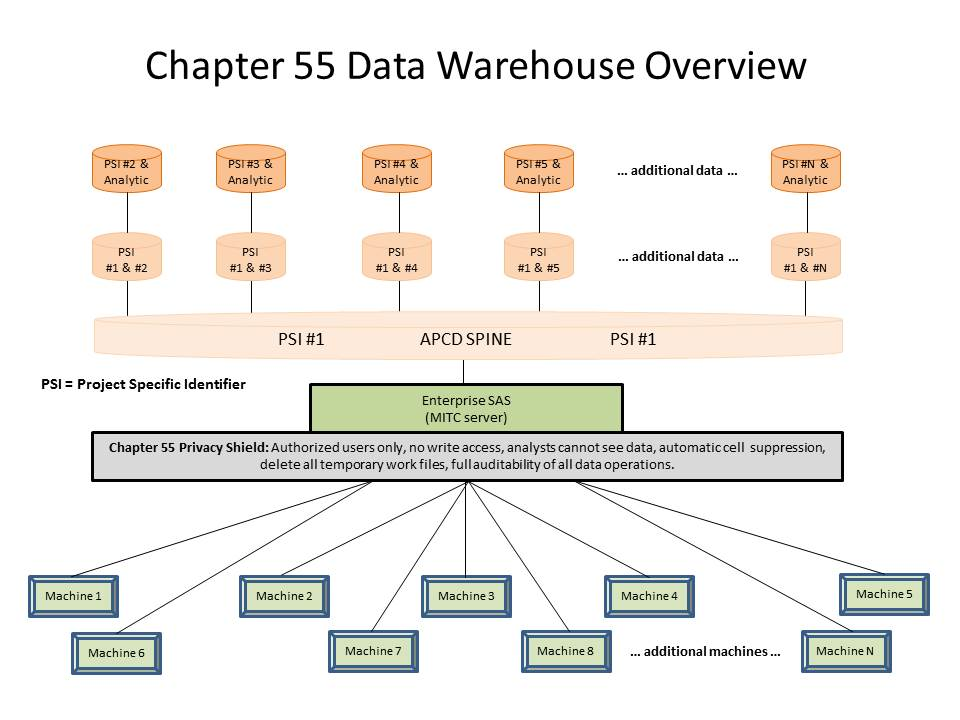 Chapter 55 Data Warehouse Overview
PSI #2 &
Analytic
PSI #3 &
Analytic
PSI #4 &
Analytic
PSI #5 &
Analytic
... additional data ...
PSI #N &
Analytic
PSI
#1 & #2
PSI
#1 & #3
PSI
#1 & #4
PSI
#1 & #5
... additional data ...
PSI
#1 & #N
PSI #1 APCD SPINE PSI #1
PSI = Project Specific Identifier
Enterprise SAS
(MITC server)
Chapter 55 Privacy Shield: Authorized users only, no write access, analysts cannot see data, automatic cell suppression,
delete all temporary work files, full auditability of all data operations.
Machine 1
Machine 2
Machine 3
Machine 4
Machine 5
Machine 6
Machine 7
Machine 8
... additional machines ...
Machine N